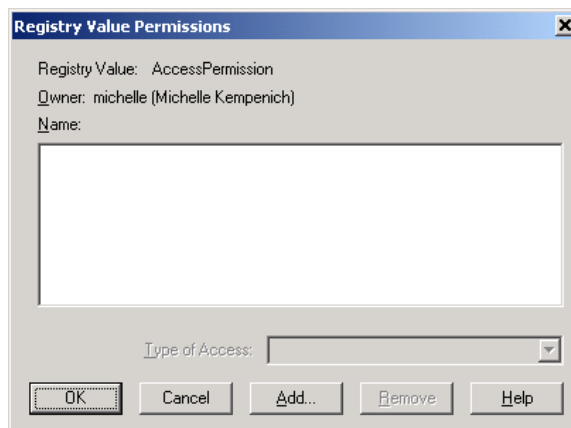 Registry Value Permissions
Registry Value: AccessPermission
Owner: michelle (Michelle Kempenich)
Name:
Type of Access:
OK Cancel Add... Remove Help